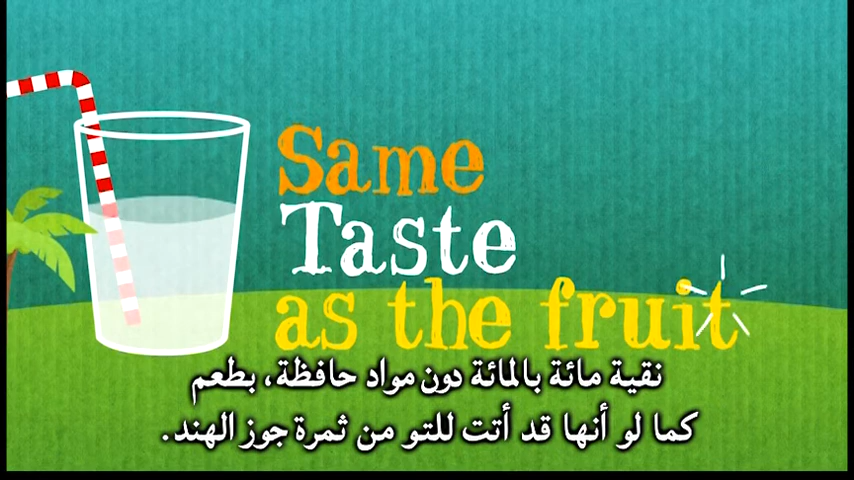 Same
Taste
as the fruit
نقية مائة بالمائة دون مواد حافظة، بطعم
كما لو أنها قد أتت للتو من ثمرة جوز الهند.